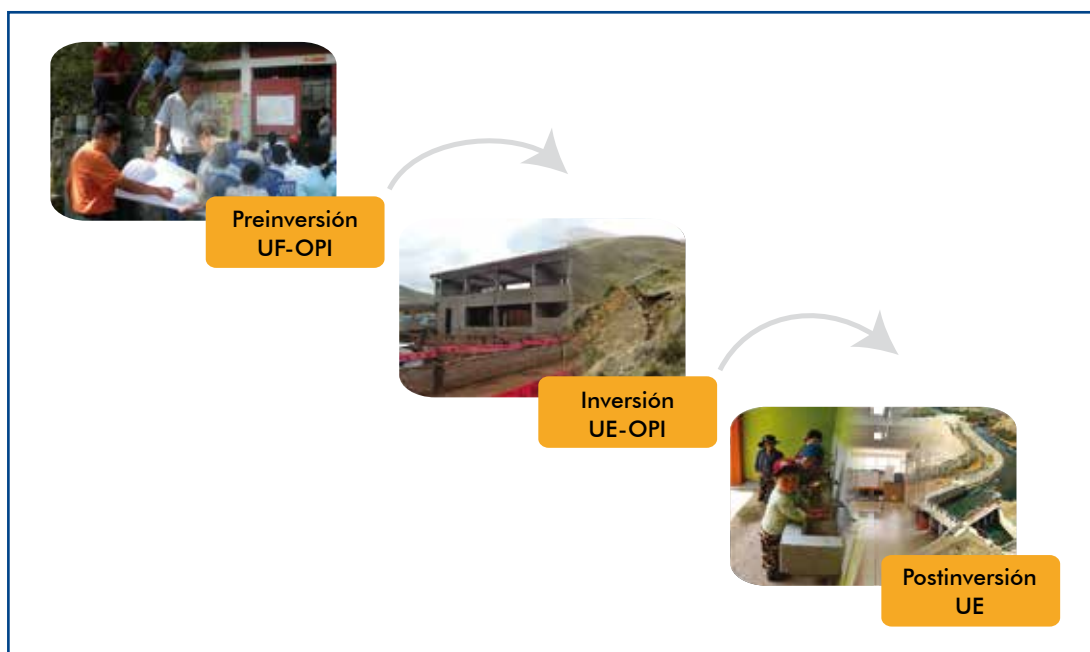 Preinversión
UF-OPI
Inversión
UE-OPI
Postinversión
UE